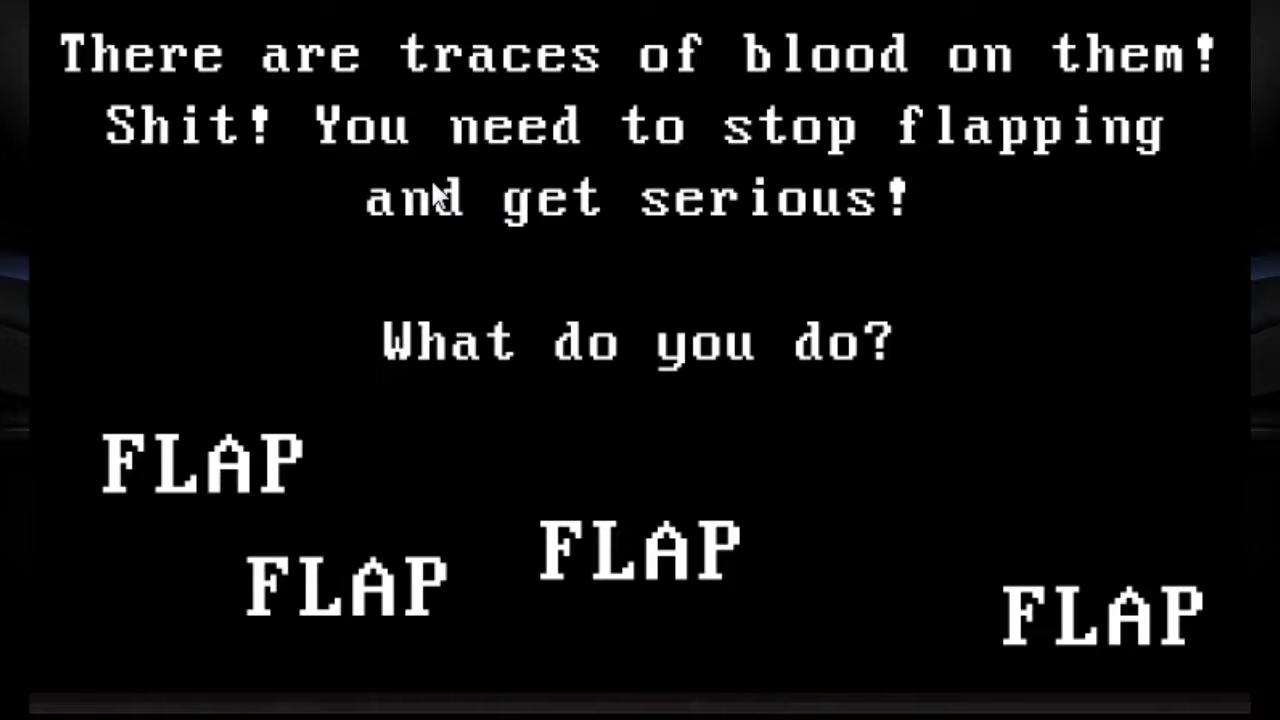 There are traces of blood on them!
Shit! You need to stop flapping
and get serious!
What do you do?
FLAP
FLAP
FLAP
FLAP